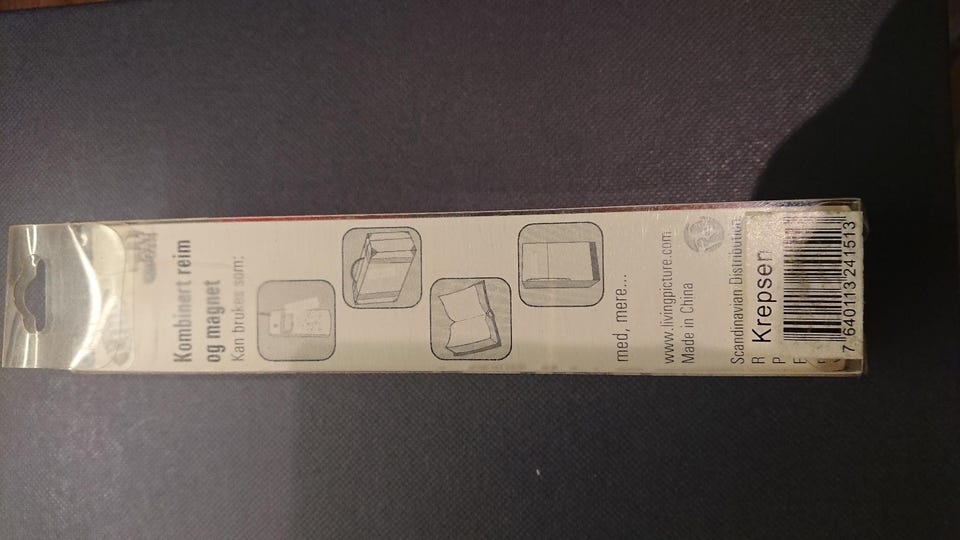 Kombinert reim
og magnet
Kan brukes som:
med, mere...
www.livingpicture.com
Made in China
Scandinavian Distribution
R
P
E
Krepsen
7 640113 241513